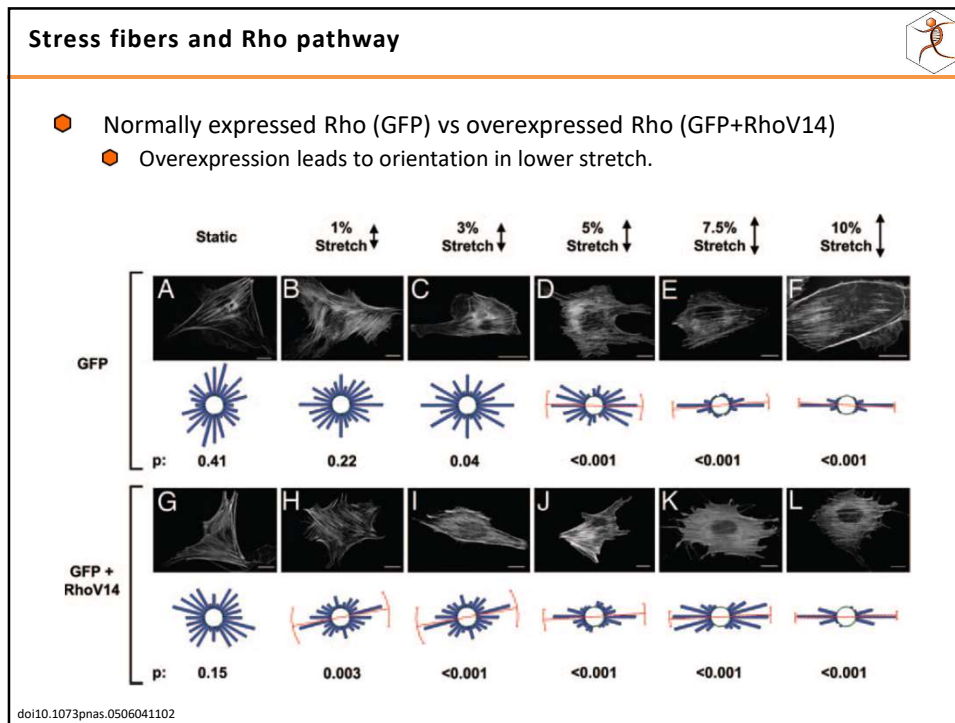 Stress fibers and Rho pathway
Normally expressed Rho (GFP) vs overexpressed Rho (GFP+RhoV14)
Overexpression leads to orientation in lower stretch.
Static
1%
Stretch
3%
Stretch
5%
Stretch
7.5%
Stretch
10%
Stretch
GFP
A B C D E F
p: 0.41 0.22 0.04 <0.001 <0.001 <0.001
GFP +
RhoV14
G H I J K L
p: 0.15 0.003 <0.001 <0.001 <0.001 <0.001
doi10.1073pnas.0506041102